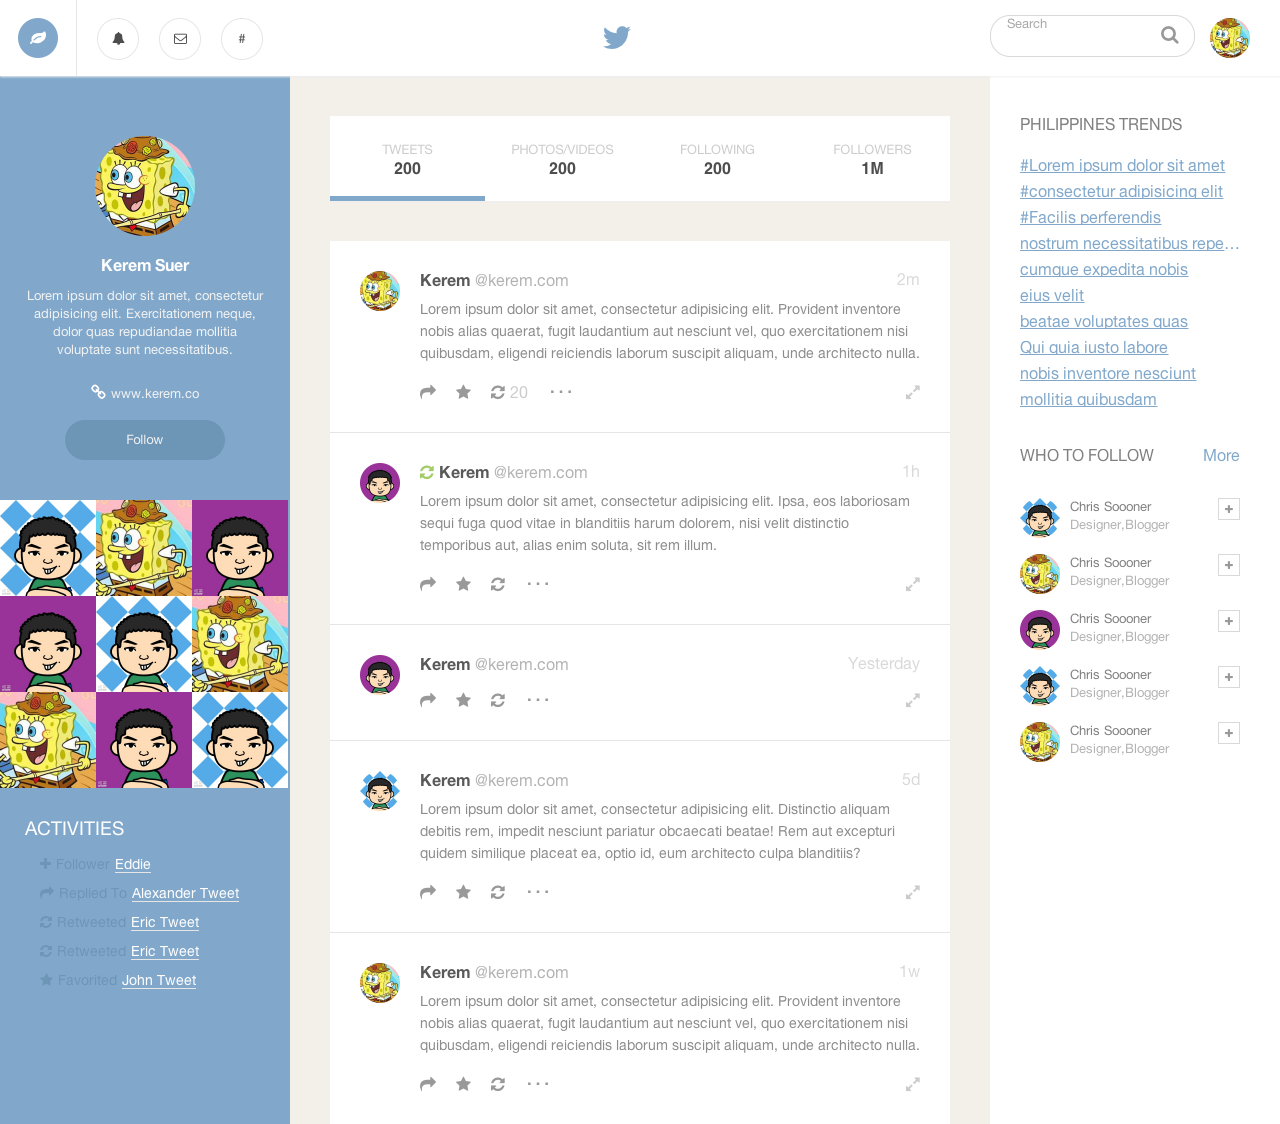 #
Search
Kerem Suer
Lorem ipsum dolor sit amet, consectetur
adipisicing elit. Exercitationem neque,
dolor quas repudiandae mollitia
voluptate sunt necessitatibus.
www.kerem.co
Follow
ACTIVITIES
Follower Eddie
Replied To Alexander Tweet
Retweeted Eric Tweet
Retweeted Eric Tweet
Favorited John Tweet
TWEETS
200
PHOTOS/VIDEOS
200
FOLLOWING
200
FOLLOWERS
1M
Kerem @kerem.com 2m
Lorem ipsum dolor sit amet, consectetur adipisicing elit. Provident inventore
nobis alias quaerat, fugit laudantium aut nesciunt vel, quo exercitationem nisi
quibusdam, eligendi reiciendis laborum suscipit aliquam, unde architecto nulla.
20
Kerem @kerem.com 1h
Lorem ipsum dolor sit amet, consectetur adipisicing elit. Ipsa, eos laboriosam
sequi fuga quod vitae in blanditiis harum dolorem, nisi velit distinctio
temporibus aut, alias enim soluta, sit rem illum.
Kerem @kerem.com Yesterday
Kerem @kerem.com 5d
Lorem ipsum dolor sit amet, consectetur adipisicing elit. Distinctio aliquam
debitis rem, impedit nesciunt pariatur obcaecati beatae! Rem aut excepturi
quidem similique placeat ea, optio id, eum architecto culpa blanditiis?
Kerem @kerem.com 1w
Lorem ipsum dolor sit amet, consectetur adipisicing elit. Provident inventore
nobis alias quaerat, fugit laudantium aut nesciunt vel, quo exercitationem nisi
quibusdam, eligendi reiciendis laborum suscipit aliquam, unde architecto nulla.
PHILIPPINES TRENDS
#Lorem ipsum dolor sit amet
#consectetur adipisicing elit
#Facilis perferendis
nostrum necessitatibus repe…
cumque expedita nobis
eius velit
beatae voluptates quas
Qui quia iusto labore
nobis inventore nesciunt
mollitia quibusdam
WHO TO FOLLOW More
Chris Soooner
Designer,Blogger
Chris Soooner
Designer,Blogger
Chris Soooner
Designer,Blogger
Chris Soooner
Designer,Blogger
Chris Soooner
Designer,Blogger